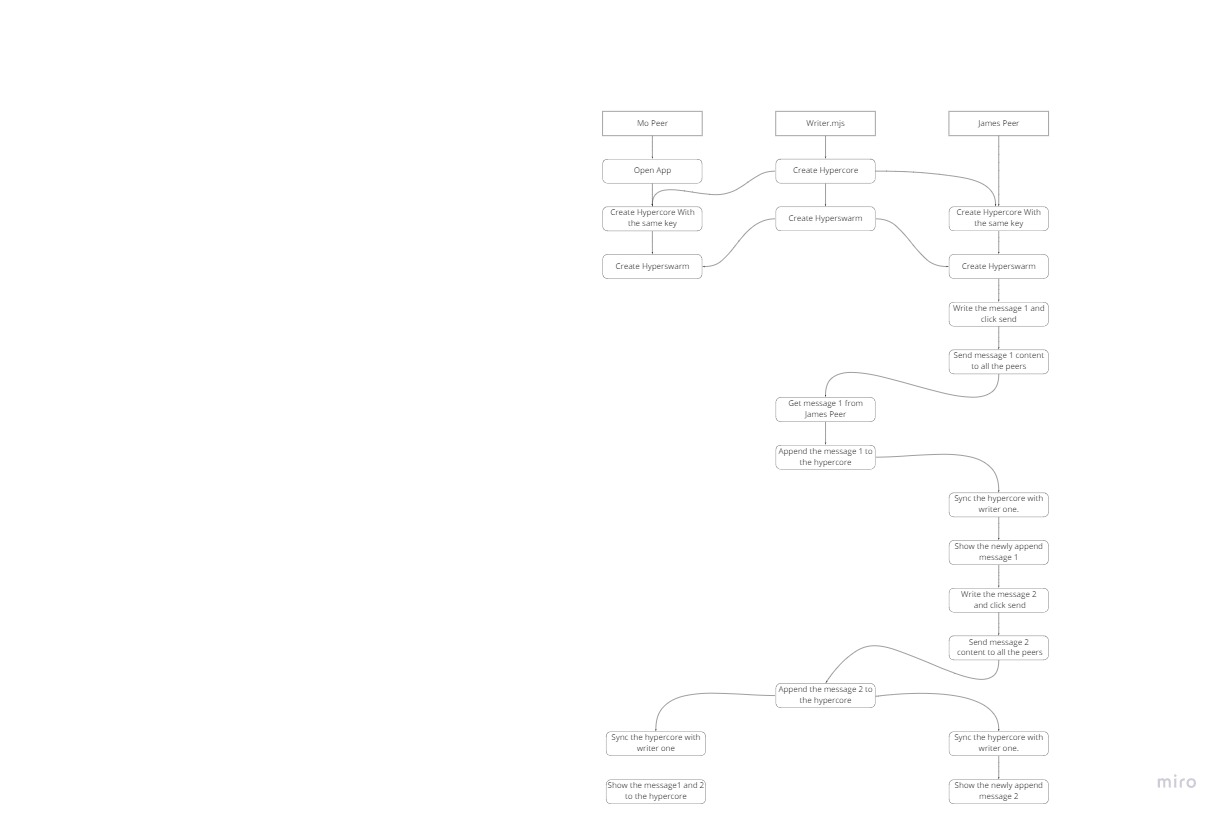 Mo Peer
Writer.mjs
James Peer
Open App
Create Hypercore
Create Hypercore With
the same key
Create Hyperswarm
Create Hypercore With
the same key
Create Hyperswarm
Create Hyperswarm
Write the message 1 and
click send
Send message 1 content
to all the peers
Get message 1 from
James Peer
Append the message 1 to
the hypercore
Sync the hypercore with
writer one.
Show the newly append
message 1
Write the message 2
and click send
Send message 2
content to all the peers
Append the message 2 to
the hypercore
Sync the hypercore with
writer one
Sync the hypercore with
writer one.
Show the message1 and 2
to the hypercore
Show the newly append
message 2
miro